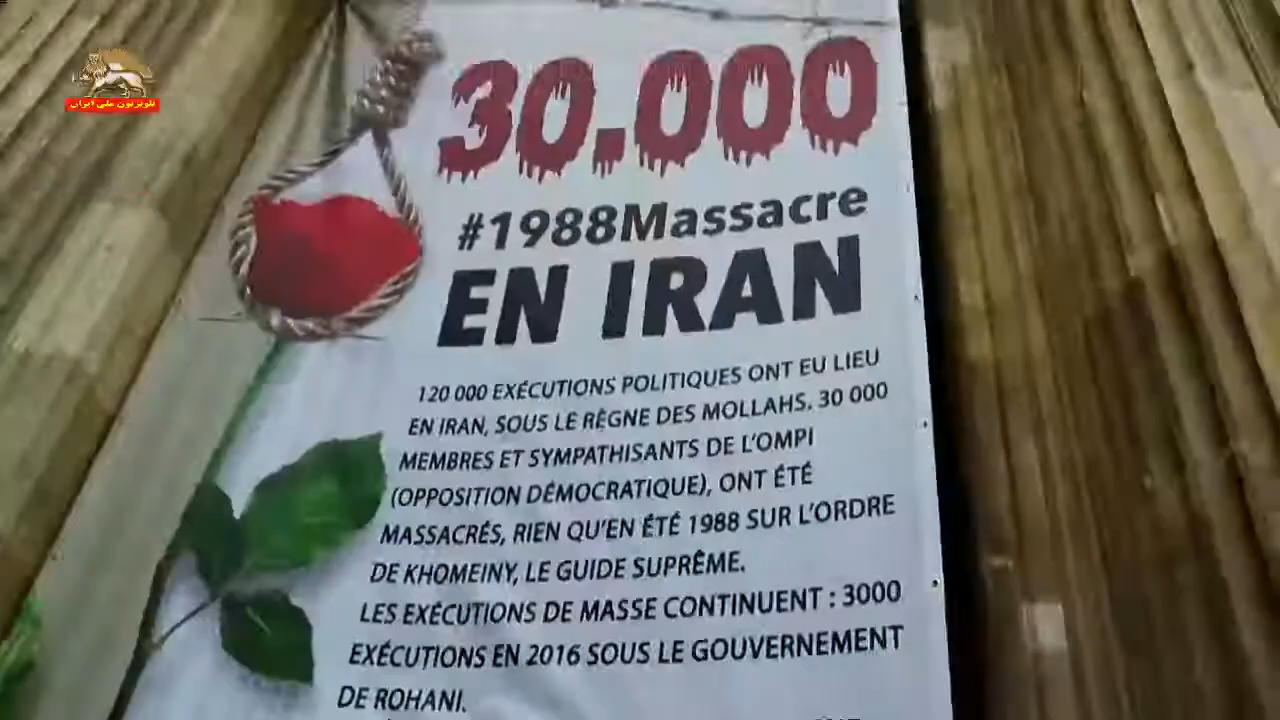 تلویزیون ملی ایران
30.000
#1988Massacre
EN IRAN
120 000 EXÉCUTIONS POLITIQUES ONT EU LIEU
EN IRAN, SOUS LE RÈGNE DES MOLLAHS. 30 000
MEMBRES ET SYMPATHISANTS DE L'OMPI
(OPPOSITION DÉMOCRATIQUE), ONT ÉTÉ
MASSACRÉS, RIEN QU'EN ÉTÉ 1988 SUR L'ORDRE
DE KHOMEINY, LE GUIDE SUPRÊME.
LES EXÉCUTIONS DE MASSE CONTINUENT : 3000
EXÉCUTIONS EN 2016 SOUS LE GOUVERNEMENT
DE ROHANI.